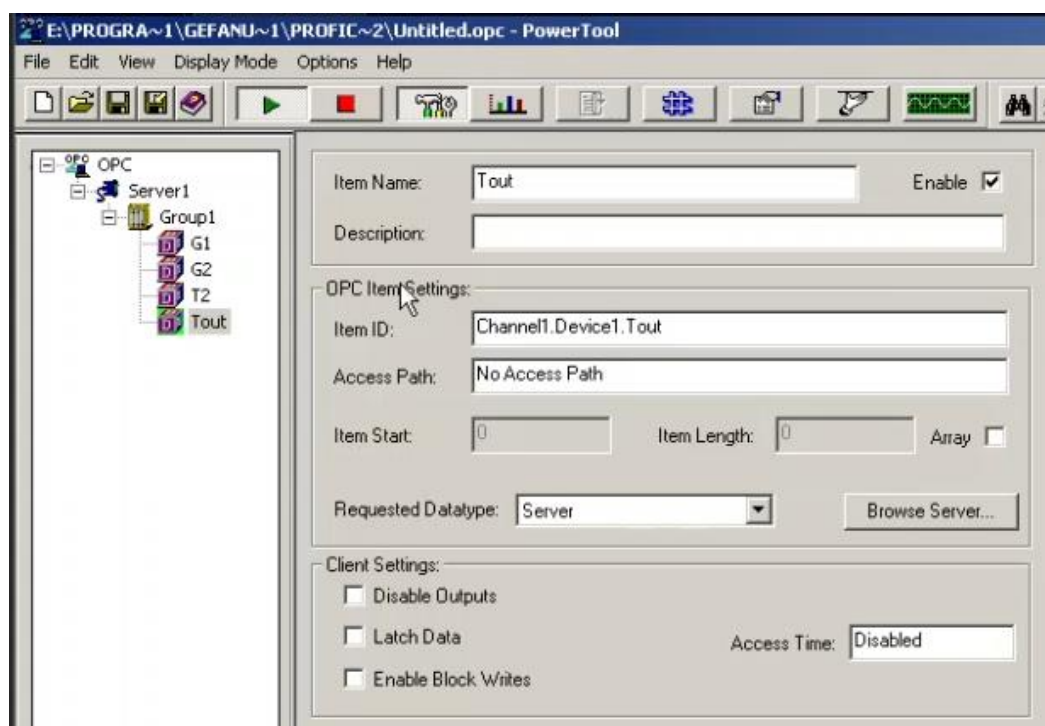 E:\PROGRA~1\GEFANU~1\PROFIC~2\Untitled.opc - PowerTool
File Edit View Display Mode Options Help
OPC
Server1
Group1
G1
G2
T2
Tout
Item Name: Tout Enable
Description:
OPC Item Settings:
Item ID: Channel1.Device1.Tout
Access Path: No Access Path
Item Start: 0 Item Length: 0 Array
Requested Datatype: Server Browse Server...
Client Settings:
Disable Outputs
Latch Data
Access Time: Disabled
Enable Block Writes